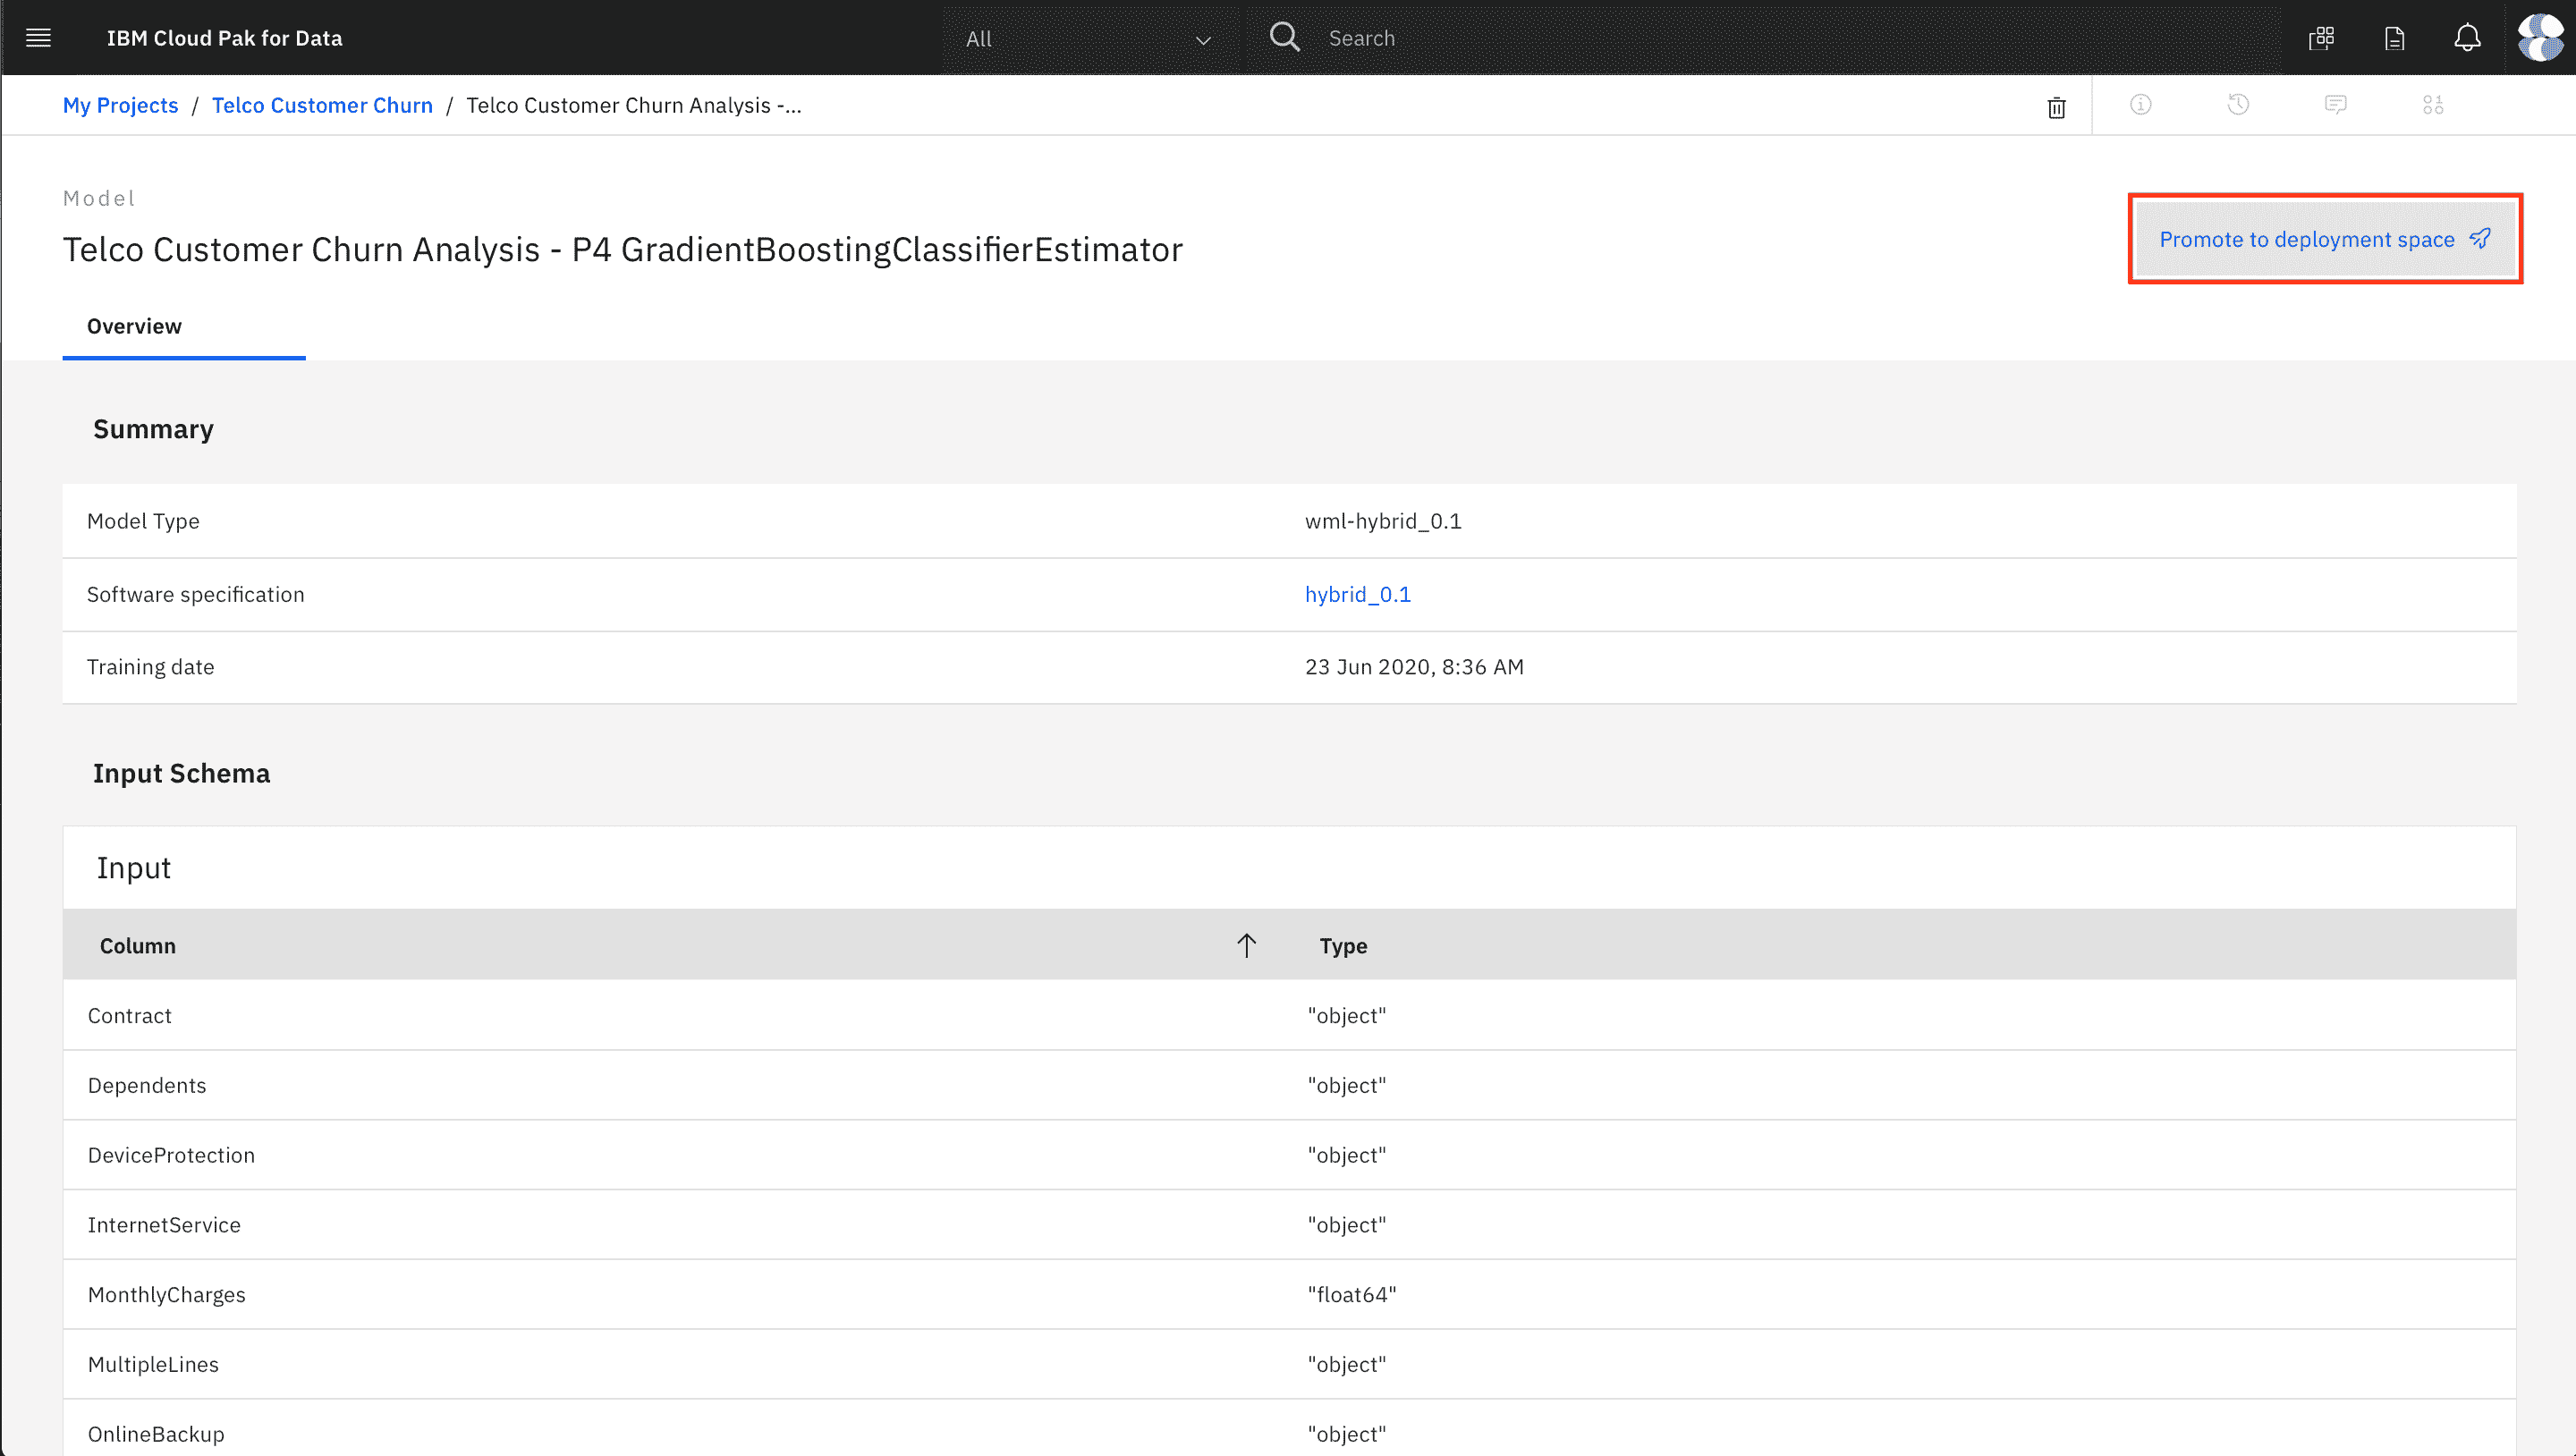 IBM Cloud Pak for Data
All
Search
My Projects / Telco Customer Churn / Telco Customer Churn Analysis -...
Model
Telco Customer Churn Analysis - P4 GradientBoostingClassifierEstimator
Promote to deployment space
Overview
Summary
Model Type wml-hybrid_0.1
Software specification hybrid_0.1
Training date 23 Jun 2020, 8:36 AM
Input Schema
Input
Column Type
Contract "object"
Dependents "object"
DeviceProtection "object"
InternetService "object"
MonthlyCharges "float64"
MultipleLines "object"
OnlineBackup "object"